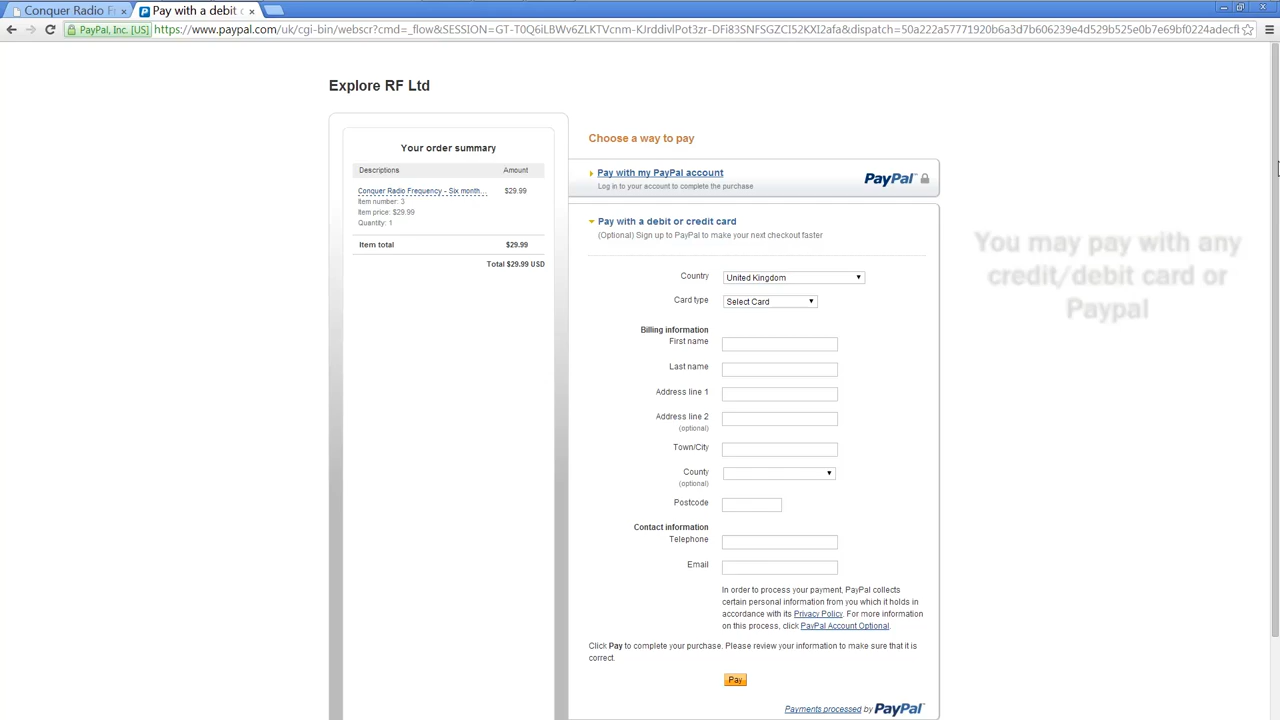 Conquer Radio F
Pay with a debit
PayPal, Inc. [US]
Explore RF Ltd
Your order summary
Descriptions Amount
Conquer Radio Frequency - Six month... $29.99
Item number: 3
Item price: $29.99
Quantity: 1
Item total $29.99
Total $29.99 USD
Choose a way to pay
Pay with my PayPal account
Log in to your account to complete the purchase
PayPal
Pay with a debit or credit card
(Optional) Sign up to PayPal to make your next checkout faster
Country United Kingdom
Card type Select Card
Billing information
First name
Last name
Address line 1
Address line 2
(optional)
Town/City
County
(optional)
Postcode
Contact information
Telephone
Email
In order to process your payment, PayPal collects
certain personal information from you which it holds in
accordance with its Privacy Policy. For more information
on this process, click PayPal Account Optional.
Click Pay to complete your purchase. Please review your information to make sure that it is
correct.
Pay
Payments processed by PayPal
You may pay with any
credit/debit card or
Paypal